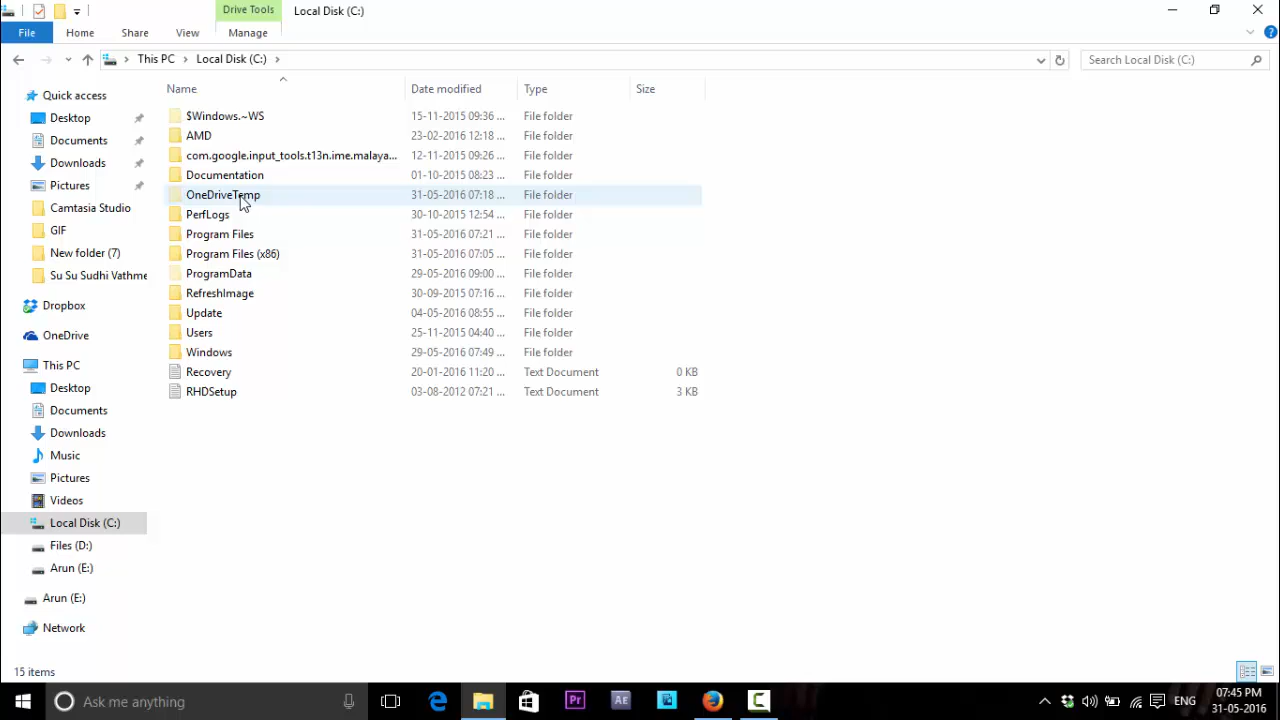 Drive Tools
Local Disk (C:)
File
Home
Share
View
Manage
This PC
Local Disk (C:)
Search Local Disk (C:)
Name
Date modified
Type
Size
Quick access
Desktop
Documents
Downloads
Pictures
Camtasia Studio
GIF
New folder (7)
Su Su Sudhi Vathme
Dropbox
OneDrive
This PC
Desktop
Documents
Downloads
Music
Pictures
Videos
Local Disk (C:)
Files (D:)
Arun (E:)
Arun (E:)
Network
$Windows.~WS 15-11-2015 09:36 ... File folder
AMD 23-02-2016 12:18 ... File folder
com.google.input_tools.t13n.ime.malaya... 12-11-2015 09:26 ... File folder
Documentation 01-10-2015 08:23 ... File folder
OneDriveTemp 31-05-2016 07:18 ... File folder
PerfLogs 30-10-2015 12:54 ... File folder
Program Files 31-05-2016 07:21 ... File folder
Program Files (x86) 31-05-2016 07:05 ... File folder
ProgramData 29-05-2016 09:00 ... File folder
RefreshImage 30-09-2015 07:16 ... File folder
Update 04-05-2016 08:55 ... File folder
Users 25-11-2015 04:40 ... File folder
Windows 29-05-2016 07:49 ... File folder
Recovery 20-01-2016 11:20 ... Text Document 0 KB
RHDSetup 03-08-2012 07:21 ... Text Document 3 KB
15 items
Ask me anything
Pr
Ae
ENG
07:45 PM
31-05-2016